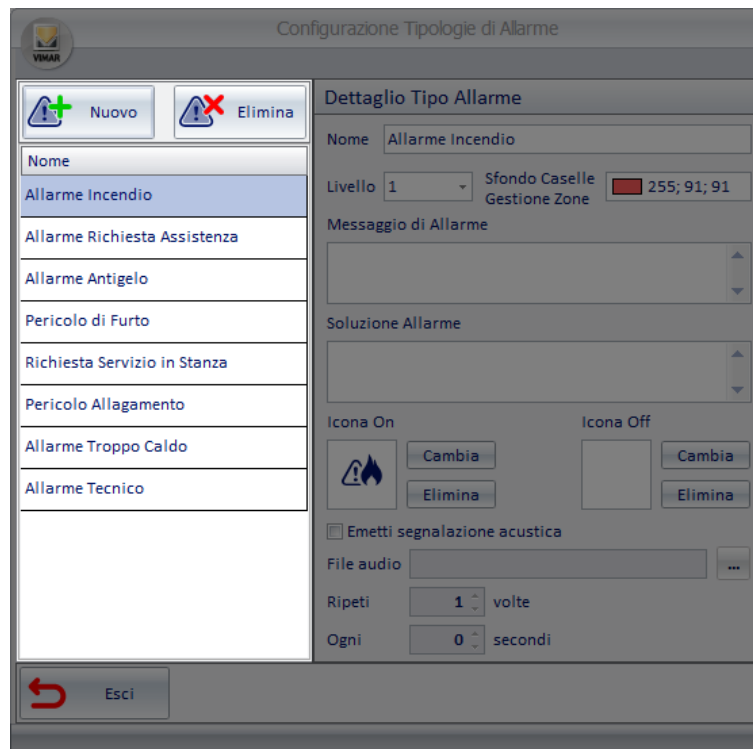 Configurazione Tipologie di Allarme
VIMAR
Nuovo
Elimina
Nome
Allarme Incendio
Allarme Richiesta Assistenza
Allarme Antigelo
Pericolo di Furto
Richiesta Servizio in Stanza
Pericolo Allagamento
Allarme Troppo Caldo
Allarme Tecnico
Dettaglio Tipo Allarme
Nome Allarme Incendio
Livello 1 Sfondo Caselle
Gestione Zone 255; 91; 91
Messaggio di Allarme
Soluzione Allarme
Icona On Icona Off
Cambia Cambia
Elimina Elimina
Emetti segnalazione acustica
File audio ...
Ripeti 1 volte
Ogni 0 secondi
Esci